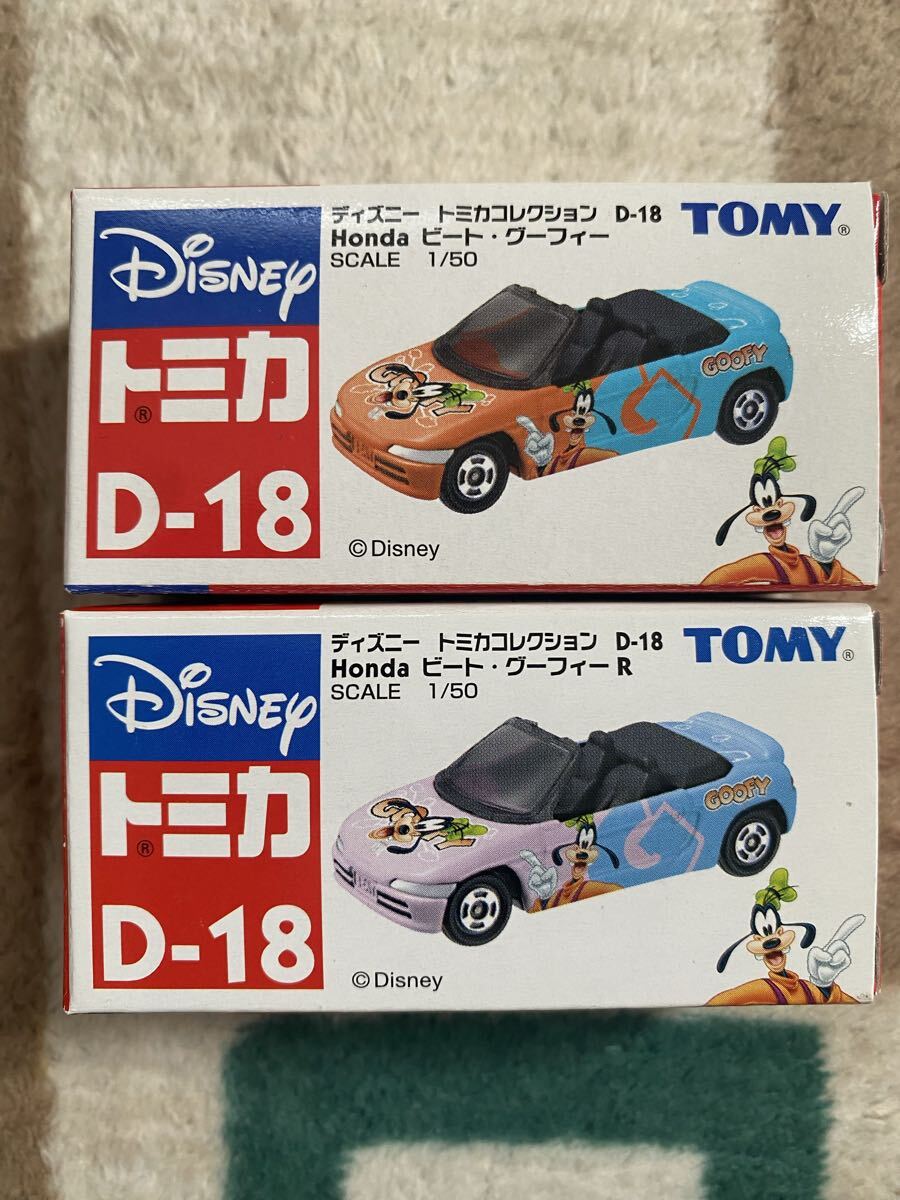 Disney
トミカ®
D-18
ディズニー トミカコレクション D-18
Honda ビート・グーフィー
SCALE 1/50
TOMY®
GOOFY
©Disney
Disney
トミカ®
D-18
ディズニー トミカコレクション D-18
Honda ビート・グーフィー R
SCALE 1/50
TOMY®
GOOFY
©Disney